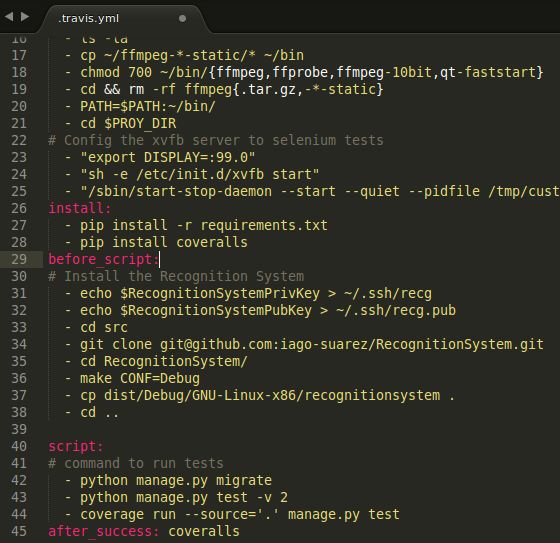 .travis.yml
16 - ls -la
17 - cp ~/ffmpeg-*-static/* ~/bin
18 - chmod 700 ~/bin/{ffmpeg,ffprobe,ffmpeg-10bit,qt-faststart}
19 - cd && rm -rf ffmpeg{.tar.gz,-*-static}
20 - PATH=$PATH:~/bin/
21 - cd $PROY_DIR
22 # Config the xvfb server to selenium tests
23 - "export DISPLAY=:99.0"
24 - "sh -e /etc/init.d/xvfb start"
25 - "/sbin/start-stop-daemon --start --quiet --pidfile /tmp/cust
26 install:
27 - pip install -r requirements.txt
28 - pip install coveralls
29 before_script:
30 # Install the Recognition System
31 - echo $RecognitionSystemPrivKey > ~/.ssh/recg
32 - echo $RecognitionSystemPubKey > ~/.ssh/recg.pub
33 - cd src
34 - git clone git@github.com:iago-suarez/RecognitionSystem.git
35 - cd RecognitionSystem/
36 - make CONF=Debug
37 - cp dist/Debug/GNU-Linux-x86/recognitionsystem .
38 - cd ..
39
40 script:
41 # command to run tests
42 - python manage.py migrate
43 - python manage.py test -v 2
44 - coverage run --source='.' manage.py test
45 after_success: coveralls